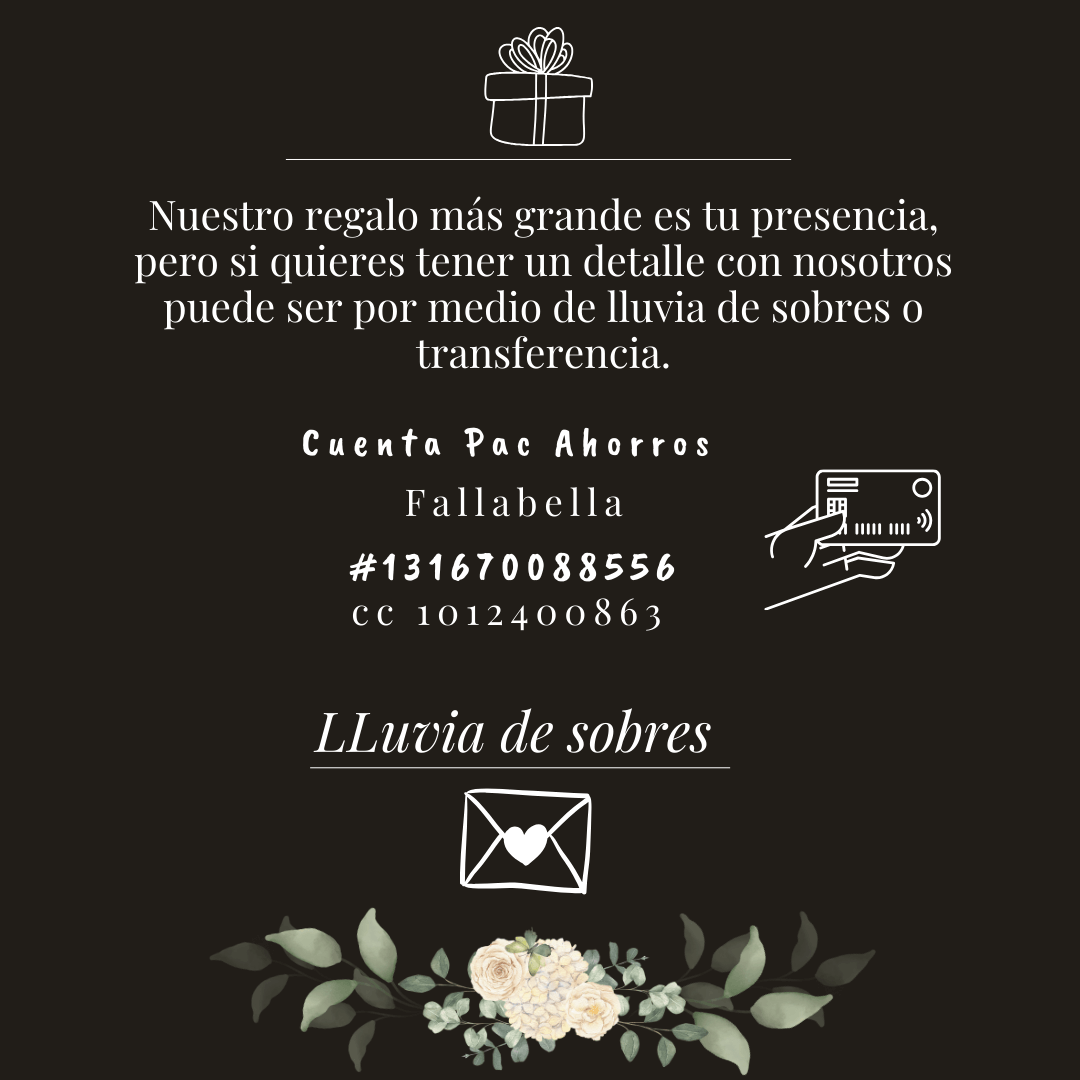 Nuestro regalo más grande es tu presencia,
pero si quieres tener un detalle con nosotros
puede ser por medio de lluvia de sobres o
transferencia.
Cuenta Pac Ahorros
Fallabella
#131670088556
cc 1012400863
LLuvia de sobres